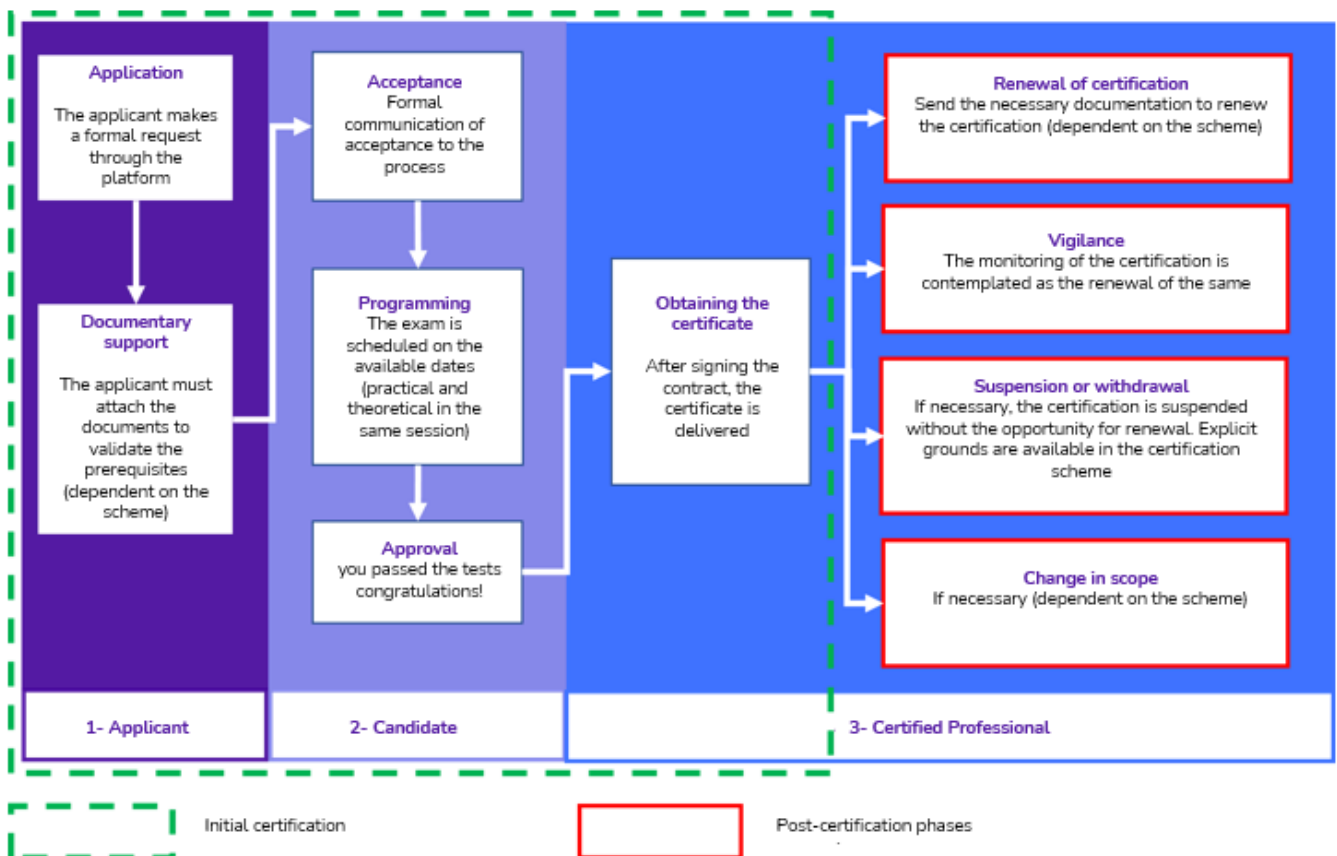 Application
The applicant makes
a formal request
through the
platform
Documentary
support
The applicant must
attach the
documents to
validate the
prerequisites
(dependent on the
scheme)
Acceptance
Formal
communication of
acceptance to the
process
Programming
The exam is
scheduled on the
available dates
(practical and
theoretical in the
same session)
Approval
you passed the tests
congratulations!
Obtaining the
certificate
After signing the
contract, the
certificate is
delivered
Renewal of certification
Send the necessary documentation to renew
the certification (dependent on the scheme)
Vigilance
The monitoring of the certification is
contemplated as the renewal of the same
Suspension or withdrawal
If necessary, the certification is suspended
without the opportunity for renewal. Explicit
grounds are available in the certification
scheme
Change in scope
If necessary (dependent on the scheme)
1- Applicant
2- Candidate
3- Certified Professional
Initial certification
Post-certification phases